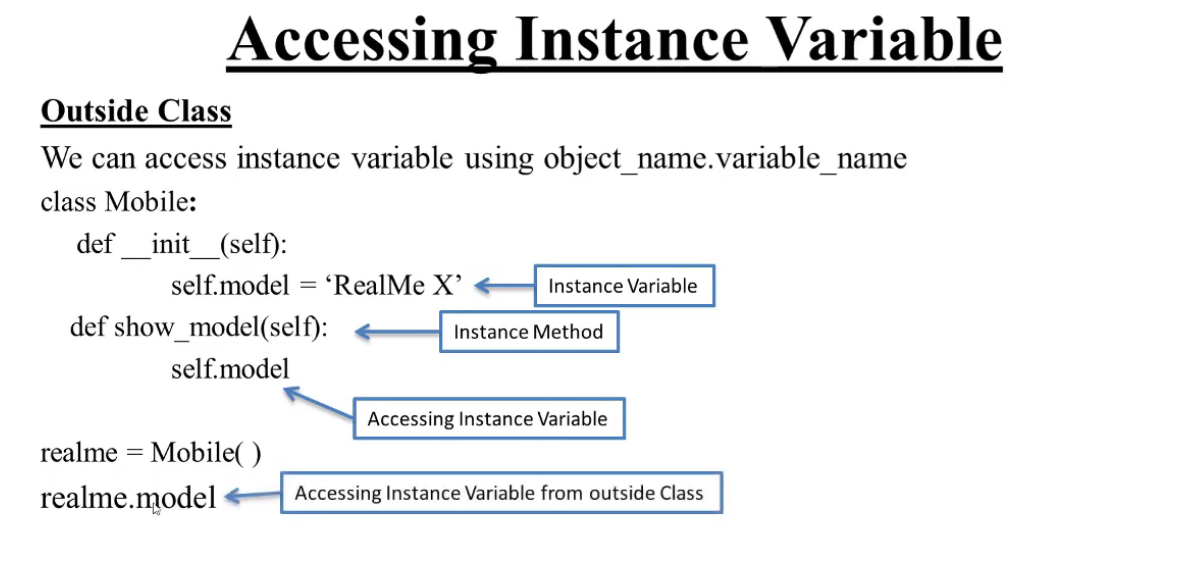 Accessing Instance Variable
Outside Class
We can access instance variable using object_name.variable_name
class Mobile:
def __init__(self):
self.model = ‘RealMe X’
Instance Variable
def show_model(self):
Instance Method
self.model
Accessing Instance Variable
realme = Mobile( )
realme.model
Accessing Instance Variable from outside Class